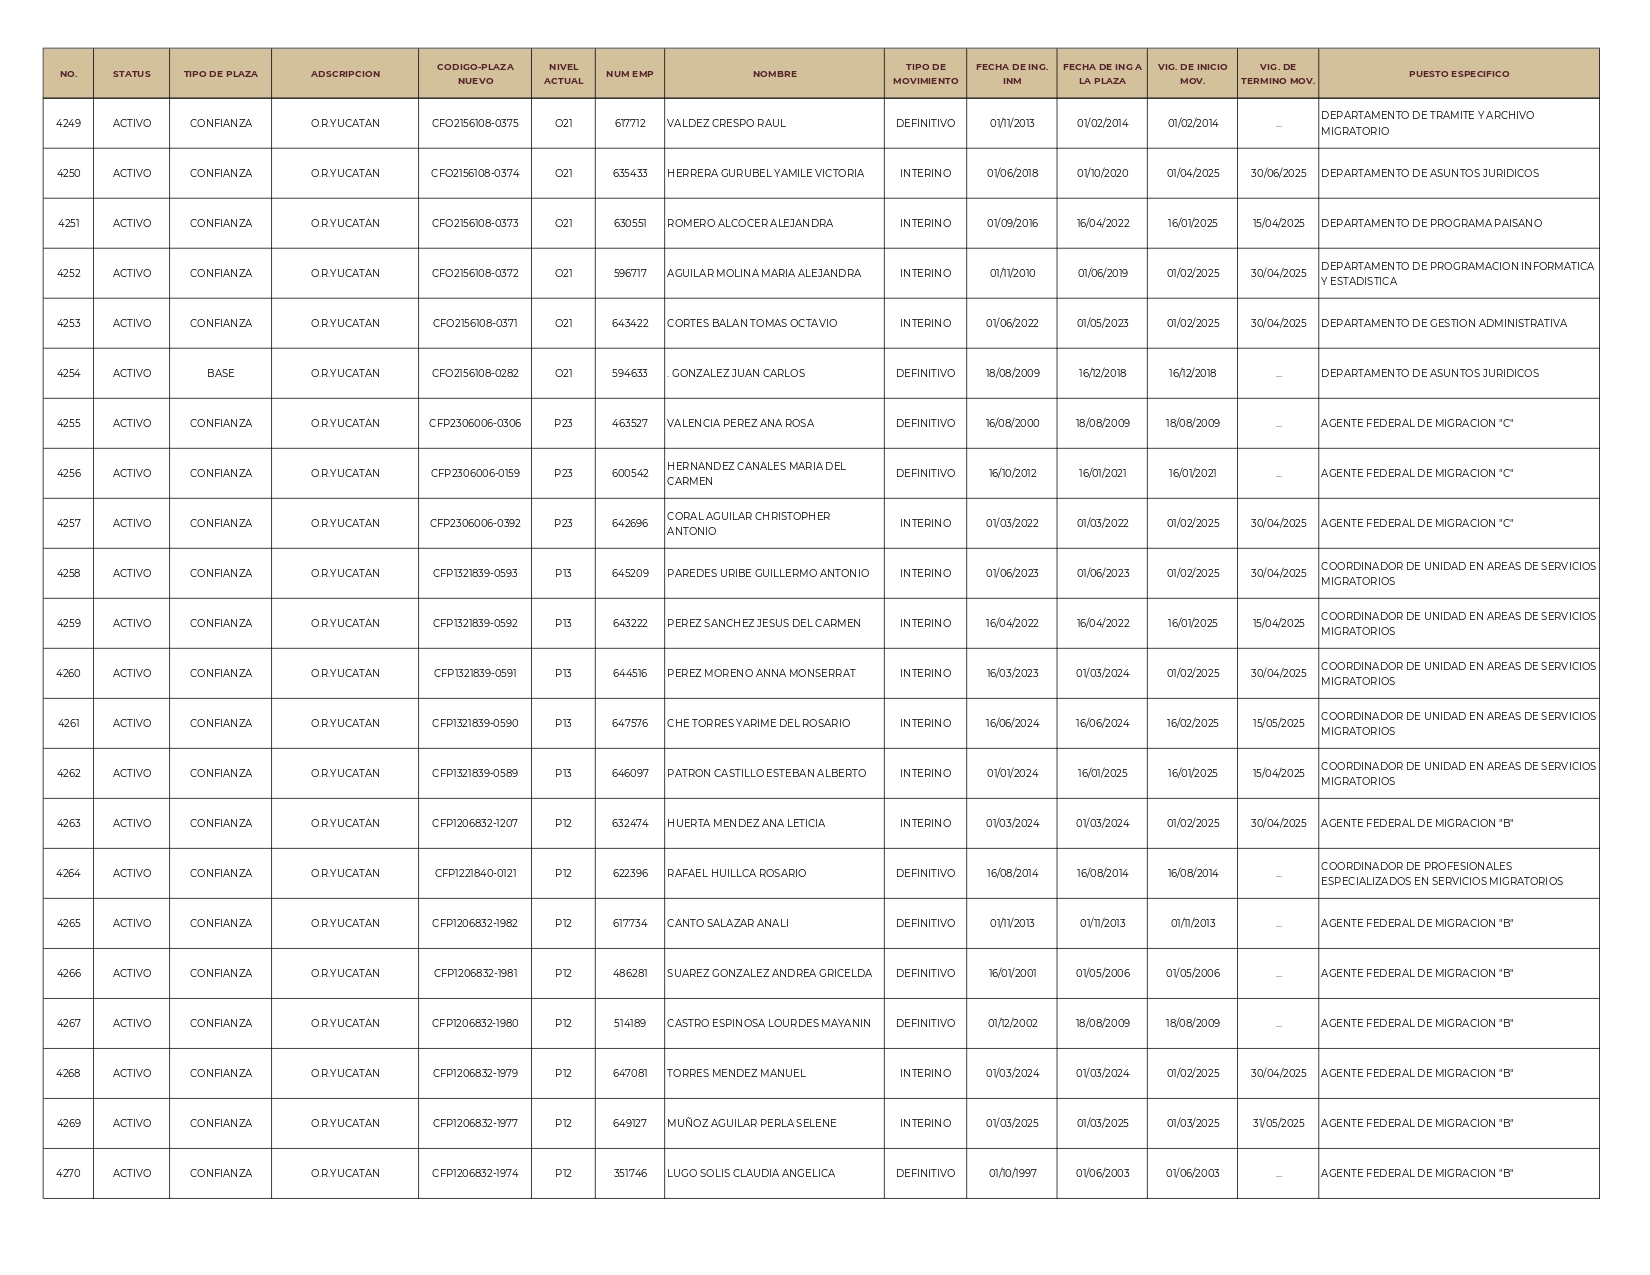 NO. STATUS TIPO DE PLAZA ADSCRIPCION CODIGO-PLAZA NUEVO NIVEL ACTUAL NUM EMP NOMBRE TIPO DE MOVIMIENTO FECHA DE ING. INM FECHA DE ING A LA PLAZA VIG. DE INICIO MOV. VIG. DE TERMINO MOV. PUESTO ESPECIFICO
4249 ACTIVO CONFIANZA O.R.YUCATAN CFO2156108-0375 O21 617712 VALDEZ CRESPO RAUL DEFINITIVO 01/11/2013 01/02/2014 01/02/2014 ... DEPARTAMENTO DE TRAMITE Y ARCHIVO MIGRATORIO
4250 ACTIVO CONFIANZA O.R.YUCATAN CFO2156108-0374 O21 635433 HERRERA GURUBEL YAMILE VICTORIA INTERINO 01/06/2018 01/10/2020 01/04/2025 30/06/2025 DEPARTAMENTO DE ASUNTOS JURIDICOS
4251 ACTIVO CONFIANZA O.R.YUCATAN CFO2156108-0373 O21 630551 ROMERO ALCOCER ALEJANDRA INTERINO 01/09/2016 16/04/2022 16/01/2025 15/04/2025 DEPARTAMENTO DE PROGRAMA PAISANO
4252 ACTIVO CONFIANZA O.R.YUCATAN CFO2156108-0372 O21 596717 AGUILAR MOLINA MARIA ALEJANDRA INTERINO 01/11/2010 01/06/2019 01/02/2025 30/04/2025 DEPARTAMENTO DE PROGRAMACION INFORMATICA Y ESTADISTICA
4253 ACTIVO CONFIANZA O.R.YUCATAN CFO2156108-0371 O21 643422 CORTES BALAN TOMAS OCTAVIO INTERINO 01/06/2022 01/05/2023 01/02/2025 30/04/2025 DEPARTAMENTO DE GESTION ADMINISTRATIVA
4254 ACTIVO BASE O.R.YUCATAN CFO2156108-0282 O21 594633 . GONZALEZ JUAN CARLOS DEFINITIVO 18/08/2009 16/12/2018 16/12/2018 ... DEPARTAMENTO DE ASUNTOS JURIDICOS
4255 ACTIVO CONFIANZA O.R.YUCATAN CFP2306006-0306 P23 463527 VALENCIA PEREZ ANA ROSA DEFINITIVO 16/08/2000 18/08/2009 18/08/2009 ... AGENTE FEDERAL DE MIGRACION "C"
4256 ACTIVO CONFIANZA O.R.YUCATAN CFP2306006-0159 P23 600542 HERNANDEZ CANALES MARIA DEL CARMEN DEFINITIVO 16/10/2012 16/01/2021 16/01/2021 ... AGENTE FEDERAL DE MIGRACION "C"
4257 ACTIVO CONFIANZA O.R.YUCATAN CFP2306006-0392 P23 642696 CORAL AGUILAR CHRISTOPHER ANTONIO INTERINO 01/03/2022 01/03/2022 01/02/2025 30/04/2025 AGENTE FEDERAL DE MIGRACION "C"
4258 ACTIVO CONFIANZA O.R.YUCATAN CFP1321839-0593 P13 645209 PAREDES URIBE GUILLERMO ANTONIO INTERINO 01/06/2023 01/06/2023 01/02/2025 30/04/2025 COORDINADOR DE UNIDAD EN AREAS DE SERVICIOS MIGRATORIOS
4259 ACTIVO CONFIANZA O.R.YUCATAN CFP1321839-0592 P13 643222 PEREZ SANCHEZ JESUS DEL CARMEN INTERINO 16/04/2022 16/04/2022 16/01/2025 15/04/2025 COORDINADOR DE UNIDAD EN AREAS DE SERVICIOS MIGRATORIOS
4260 ACTIVO CONFIANZA O.R.YUCATAN CFP1321839-0591 P13 644516 PEREZ MORENO ANNA MONSERRAT INTERINO 16/03/2023 01/03/2024 01/02/2025 30/04/2025 COORDINADOR DE UNIDAD EN AREAS DE SERVICIOS MIGRATORIOS
4261 ACTIVO CONFIANZA O.R.YUCATAN CFP1321839-0590 P13 647576 CHE TORRES YARIME DEL ROSARIO INTERINO 16/06/2024 16/06/2024 16/02/2025 15/05/2025 COORDINADOR DE UNIDAD EN AREAS DE SERVICIOS MIGRATORIOS
4262 ACTIVO CONFIANZA O.R.YUCATAN CFP1321839-0589 P13 646097 PATRON CASTILLO ESTEBAN ALBERTO INTERINO 01/01/2024 16/01/2025 16/01/2025 15/04/2025 COORDINADOR DE UNIDAD EN AREAS DE SERVICIOS MIGRATORIOS
4263 ACTIVO CONFIANZA O.R.YUCATAN CFP1206832-1207 P12 632474 HUERTA MENDEZ ANA LETICIA INTERINO 01/03/2024 01/03/2024 01/02/2025 30/04/2025 AGENTE FEDERAL DE MIGRACION "B"
4264 ACTIVO CONFIANZA O.R.YUCATAN CFP1221840-0121 P12 622396 RAFAEL HUILLCA ROSARIO DEFINITIVO 16/08/2014 16/08/2014 16/08/2014 ... COORDINADOR DE PROFESIONALES ESPECIALIZADOS EN SERVICIOS MIGRATORIOS
4265 ACTIVO CONFIANZA O.R.YUCATAN CFP1206832-1982 P12 617734 CANTO SALAZAR ANALI DEFINITIVO 01/11/2013 01/11/2013 01/11/2013 ... AGENTE FEDERAL DE MIGRACION "B"
4266 ACTIVO CONFIANZA O.R.YUCATAN CFP1206832-1981 P12 486281 SUAREZ GONZALEZ ANDREA GRICELDA DEFINITIVO 16/01/2001 01/05/2006 01/05/2006 ... AGENTE FEDERAL DE MIGRACION "B"
4267 ACTIVO CONFIANZA O.R.YUCATAN CFP1206832-1980 P12 514189 CASTRO ESPINOSA LOURDES MAYANIN DEFINITIVO 01/12/2002 18/08/2009 18/08/2009 ... AGENTE FEDERAL DE MIGRACION "B"
4268 ACTIVO CONFIANZA O.R.YUCATAN CFP1206832-1979 P12 647081 TORRES MENDEZ MANUEL INTERINO 01/03/2024 01/03/2024 01/02/2025 30/04/2025 AGENTE FEDERAL DE MIGRACION "B"
4269 ACTIVO CONFIANZA O.R.YUCATAN CFP1206832-1977 P12 649127 MUÑOZ AGUILAR PERLA SELENE INTERINO 01/03/2025 01/03/2025 01/03/2025 31/05/2025 AGENTE FEDERAL DE MIGRACION "B"
4270 ACTIVO CONFIANZA O.R.YUCATAN CFP1206832-1974 P12 351746 LUGO SOLIS CLAUDIA ANGELICA DEFINITIVO 01/10/1997 01/06/2003 01/06/2003 ... AGENTE FEDERAL DE MIGRACION "B"